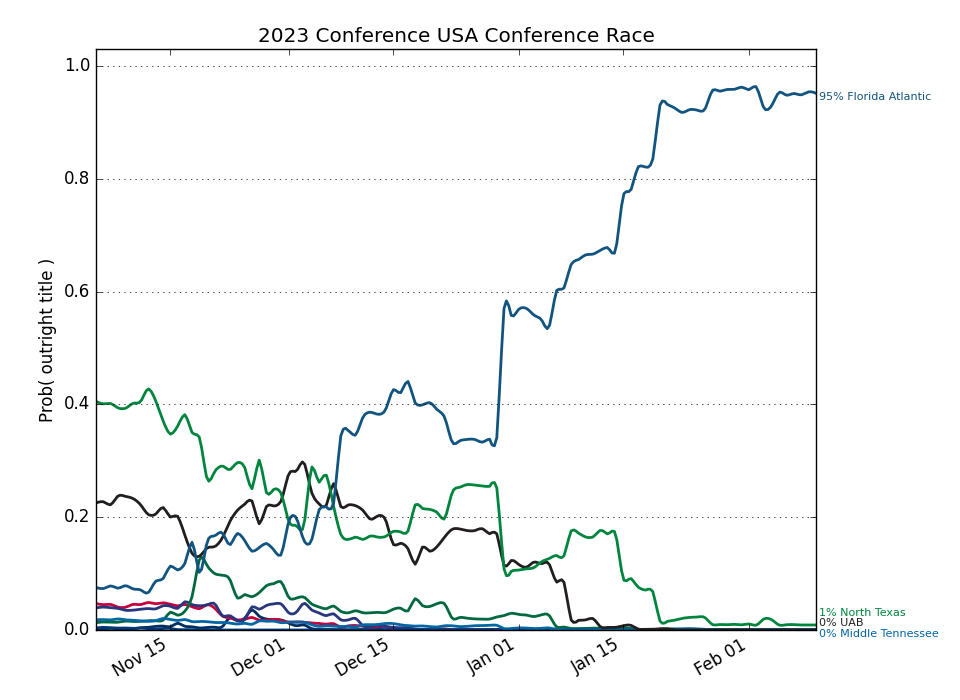 2023 Conference USA Conference Race
1.0
0.8
0.6
0.4
0.2
0.0
Prob( outright title )
Nov 15
Dec 01
Dec 15
Jan 01
Jan 15
Feb 01
95% Florida Atlantic
1% North Texas
0% UAB
0% Middle Tennessee